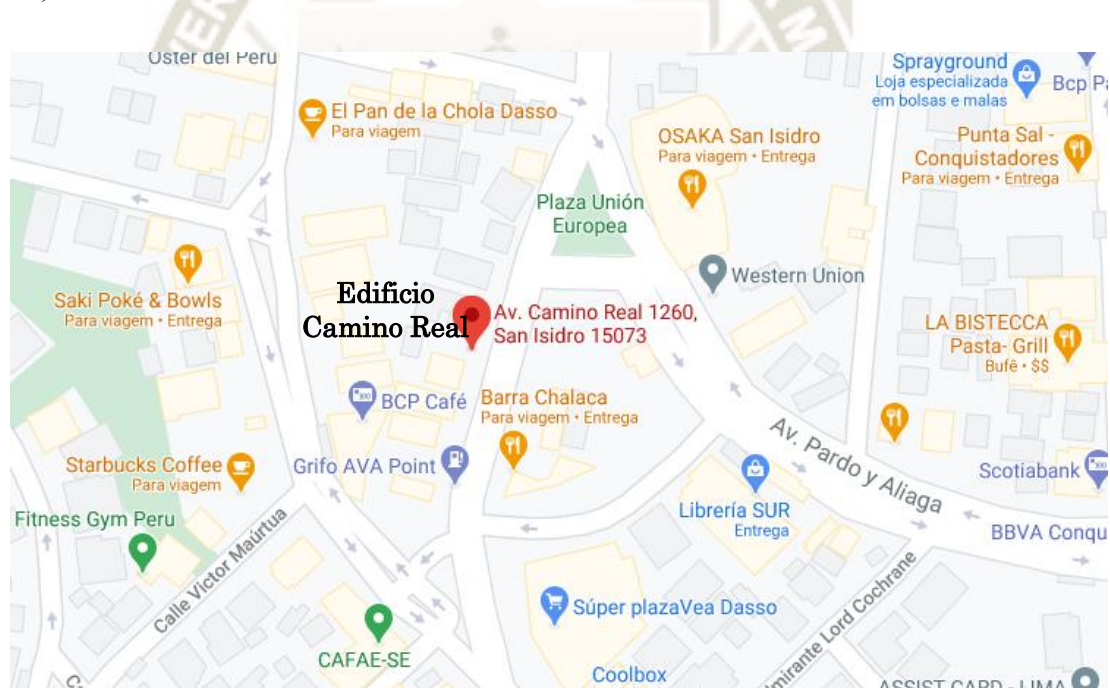 Oster del Peru
El Pan de la Chola Dasso
Para viagem
OSAKA San Isidro
Para viagem • Entrega
Sprayground
Loja especializada
em bolsas e malas
Punta Sal -
Conquistadores
Para viagem • Entrega
Plaza Unión
Europea
Western Union
Saki Poké & Bowls
Para viagem • Entrega
Edificio
Camino Real
Av. Camino Real 1260,
San Isidro 15073
LA BISTECCA
Pasta- Grill
Bufê • $$
BCP Café
Barra Chalaca
Para viagem • Entrega
Av. Pardo y Aliaga
Starbucks Coffee
Para viagem
Grifo AVA Point
Scotiabank
Librería SUR
Entrega
Fitness Gym Peru
Calle Victor Maúrtua
BBVA Conqu
Súper plazaVea Dasso
mirante Lord Cochrane
CAFAE-SE
Coolbox
ASSIST CARD - LIMA